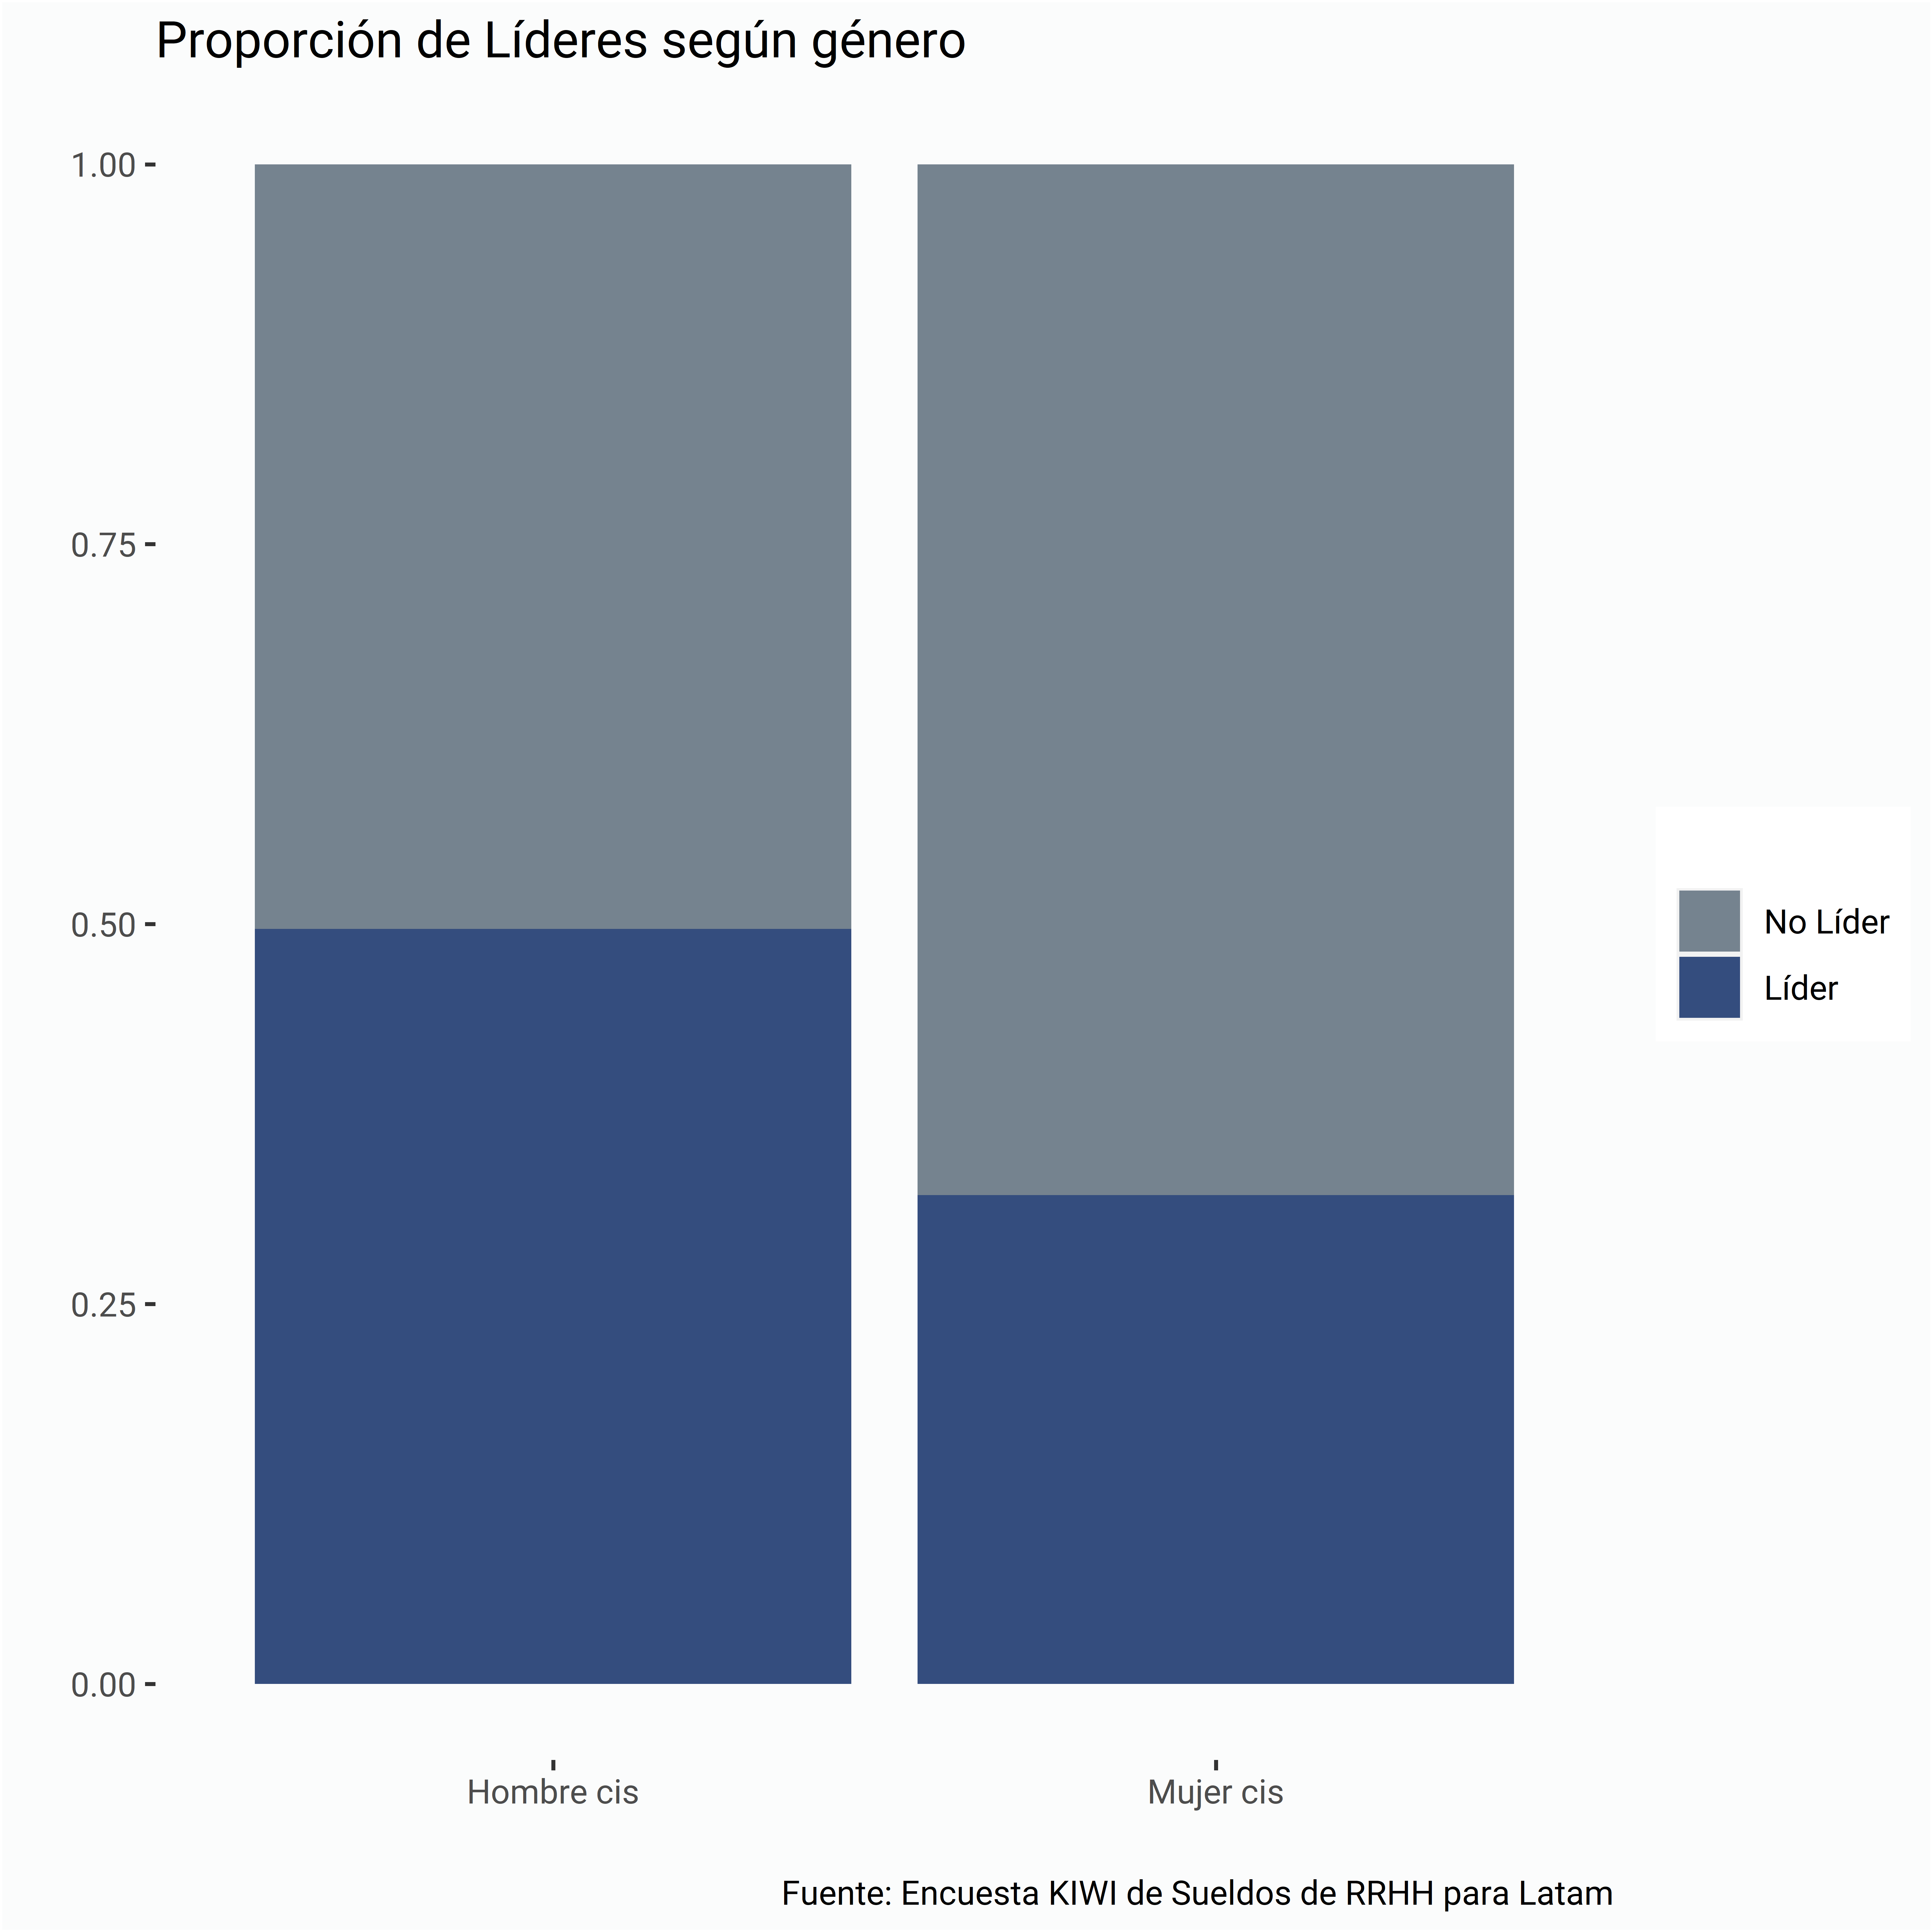 Proporción de Líderes según género
1.00
0.75
0.50
0.25
0.00
Hombre cis
Mujer cis
No Líder
Líder
Fuente: Encuesta KIWI de Sueldos de RRHH para Latam